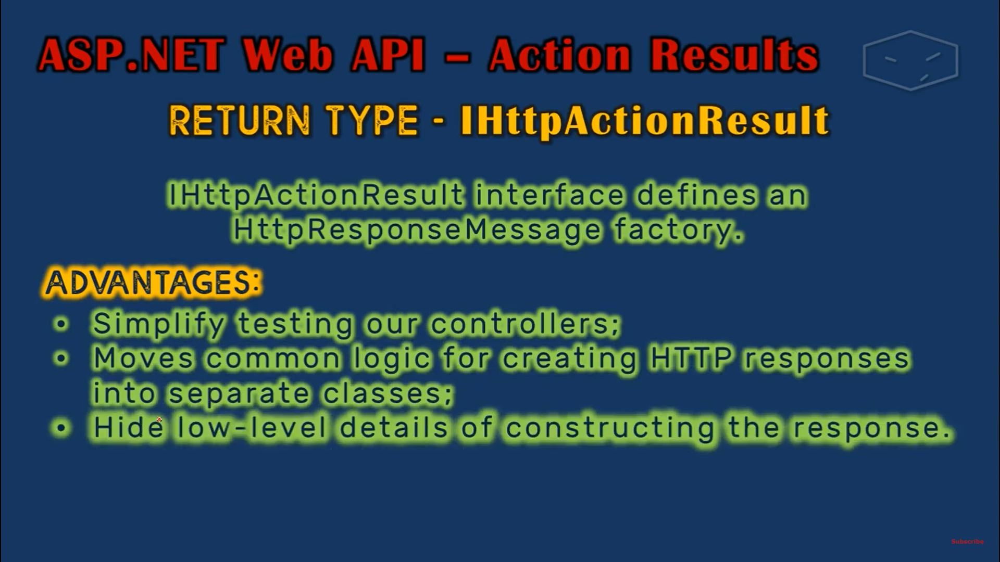 ASP.NET Web API – Action Results
RETURN TYPE - IHttpActionResult
IHttpActionResult interface defines an
HttpResponseMessage factory.
ADVANTAGES:
• Simplify testing our controllers;
• Moves common logic for creating HTTP responses
into separate classes;
• Hide low-level details of constructing the response.
Subscribe